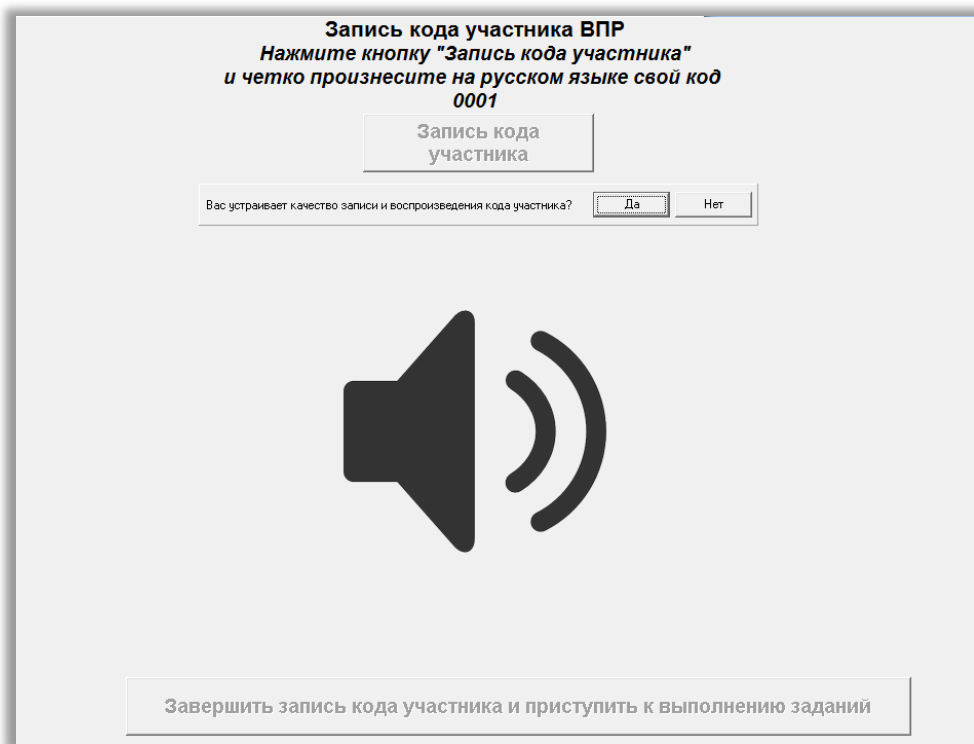 Запись кода участника ВПР
Нажмите кнопку "Запись кода участника"
и четко произнесите на русском языке свой код
0001
Запись кода
участника
Вас устраивает качество записи и воспроизведения кода участника? Да Нет
Завершить запись кода участника и приступить к выполнению заданий